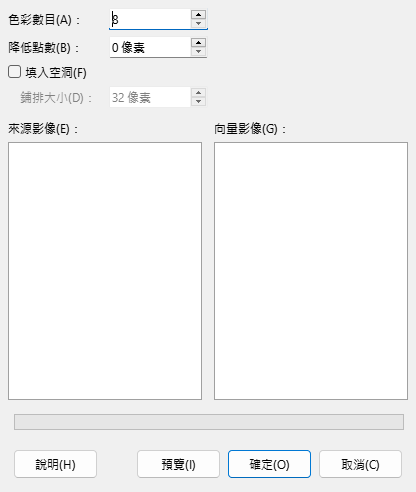 色彩數目(A)： 8
降低點數(B)： 0 像素
填入空洞(F)
鋪排大小(D)： 32 像素
來源影像(E)： 向量影像(G)：
說明(H) 預覽(I) 確定(O) 取消(C)